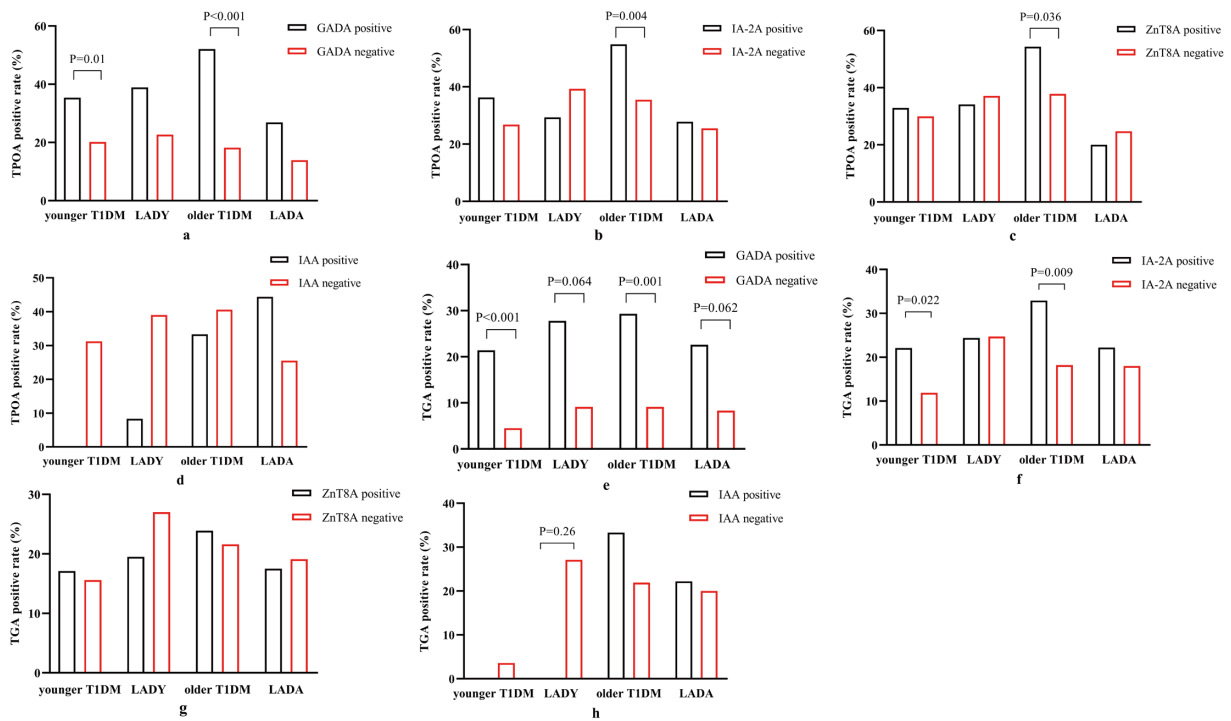 P<0.001
GADA positive
GADA negative
P=0.01
TPOA positive rate (%)
60
40
20
0
younger T1DM LADY older T1DM LADA
a
P=0.004
IA-2A positive
IA-2A negative
TPOA positive rate (%)
60
40
20
0
younger T1DM LADY older T1DM LADA
b
P=0.036
ZnT8A positive
ZnT8A negative
TPOA positive rate (%)
60
40
20
0
younger T1DM LADY older T1DM LADA
c
IAA positive
IAA negative
TPOA positive rate (%)
50
40
30
20
10
0
younger T1DM LADY older T1DM LADA
d
GADA positive
GADA negative
P<0.001
P=0.064
P=0.001
P=0.062
TGA positive rate (%)
40
30
20
10
0
younger T1DM LADY older T1DM LADA
e
IA-2A positive
IA-2A negative
P=0.022
P=0.009
TGA positive rate (%)
40
30
20
10
0
younger T1DM LADY older T1DM LADA
f
ZnT8A positive
ZnT8A negative
TGA positive rate (%)
30
20
10
0
younger T1DM LADY older T1DM LADA
g
IAA positive
IAA negative
P=0.26
TGA positive rate (%)
40
30
20
10
0
younger T1DM LADY older T1DM LADA
h